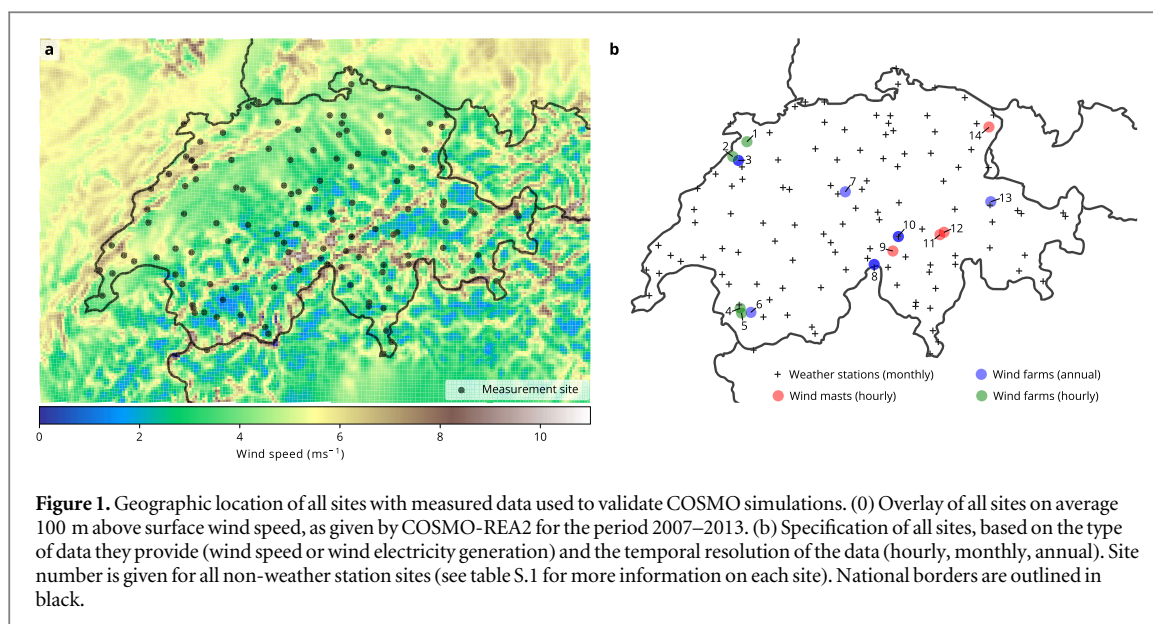 a
Measurement site
0 2 4 6 8 10
Wind speed (ms⁻¹)
b
1
2
3
14
7
13
10
9
12
11
8
4
6
5
Weather stations (monthly)
Wind masts (hourly)
Wind farms (annual)
Wind farms (hourly)
Figure 1. Geographic location of all sites with measured data used to validate COSMO simulations. (0) Overlay of all sites on average
100 m above surface wind speed, as given by COSMO-REA2 for the period 2007–2013. (b) Specification of all sites, based on the type
of data they provide (wind speed or wind electricity generation) and the temporal resolution of the data (hourly, monthly, annual). Site
number is given for all non-weather station sites (see table S.1 for more information on each site). National borders are outlined in
black.